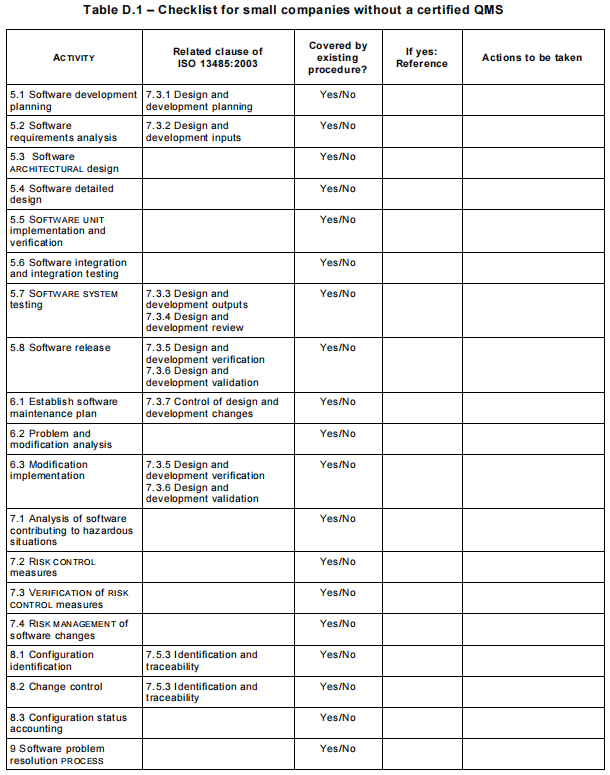 Table D.1 – Checklist for small companies without a certified QMS
ACTIVITY
Related clause of
ISO 13485:2003
Covered by
existing
procedure?
If yes:
Reference
Actions to be taken
5.1 Software development
planning
7.3.1 Design and
development planning
Yes/No
5.2 Software
requirements analysis
7.3.2 Design and
development inputs
Yes/No
5.3 Software
ARCHITECTURAL design
Yes/No
5.4 Software detailed
design
Yes/No
5.5 SOFTWARE UNIT
implementation and
verification
Yes/No
5.6 Software integration
and integration testing
Yes/No
5.7 SOFTWARE SYSTEM
testing
7.3.3 Design and
development outputs
7.3.4 Design and
development review
Yes/No
5.8 Software release
7.3.5 Design and
development verification
7.3.6 Design and
development validation
Yes/No
6.1 Establish software
maintenance plan
7.3.7 Control of design and
development changes
Yes/No
6.2 Problem and
modification analysis
Yes/No
6.3 Modification
implementation
7.3.5 Design and
development verification
7.3.6 Design and
development validation
Yes/No
7.1 Analysis of software
contributing to hazardous
situations
Yes/No
7.2 RISK CONTROL
measures
Yes/No
7.3 VERIFICATION of RISK
CONTROL measures
Yes/No
7.4 RISK MANAGEMENT of
software changes
Yes/No
8.1 Configuration
identification
7.5.3 Identification and
traceability
Yes/No
8.2 Change control
7.5.3 Identification and
traceability
Yes/No
8.3 Configuration status
accounting
Yes/No
9 Software problem
resolution PROCESS
Yes/No